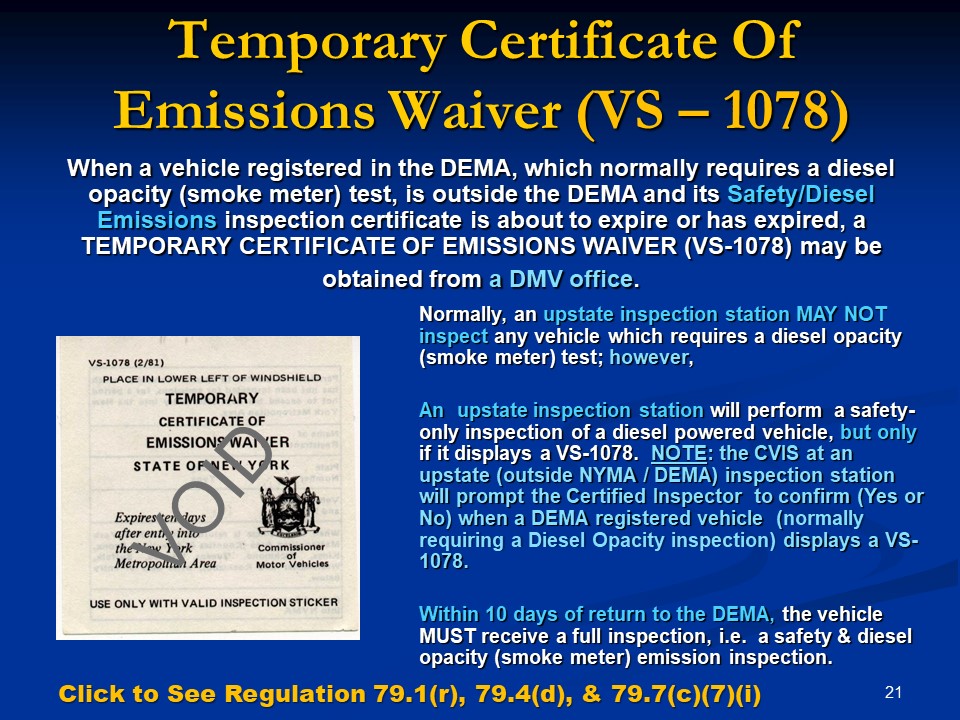 Temporary Certificate Of
Emissions Waiver (VS – 1078)
When a vehicle registered in the DEMA, which normally requires a diesel
opacity (smoke meter) test, is outside the DEMA and its Safety/Diesel
Emissions inspection certificate is about to expire or has expired, a
TEMPORARY CERTIFICATE OF EMISSIONS WAIVER (VS-1078) may be
obtained from a DMV office.
Normally, an upstate inspection station MAY NOT
inspect any vehicle which requires a diesel opacity
(smoke meter) test; however,
An upstate inspection station will perform a safety-
only inspection of a diesel powered vehicle, but only
if it displays a VS-1078. NOTE: the CVIS at an
upstate (outside NYMA / DEMA) inspection station
will prompt the Certified Inspector to confirm (Yes or
No) when a DEMA registered vehicle (normally
requiring a Diesel Opacity inspection) displays a VS-
1078.
Within 10 days of return to the DEMA, the vehicle
MUST receive a full inspection, i.e. a safety & diesel
opacity (smoke meter) emission inspection.
VS-1078 (2/81)
PLACE IN LOWER LEFT OF WINDSHIELD
TEMPORARY
CERTIFICATE OF
EMISSIONS WAIVER
STATE OF NEW YORK
VOID
Expires ten days
after entry into
the New York
Metropolitan Area
Commissioner
of
Motor Vehicles
USE ONLY WITH VALID INSPECTION STICKER
Click to See Regulation 79.1(r), 79.4(d), & 79.7(c)(7)(i)
21